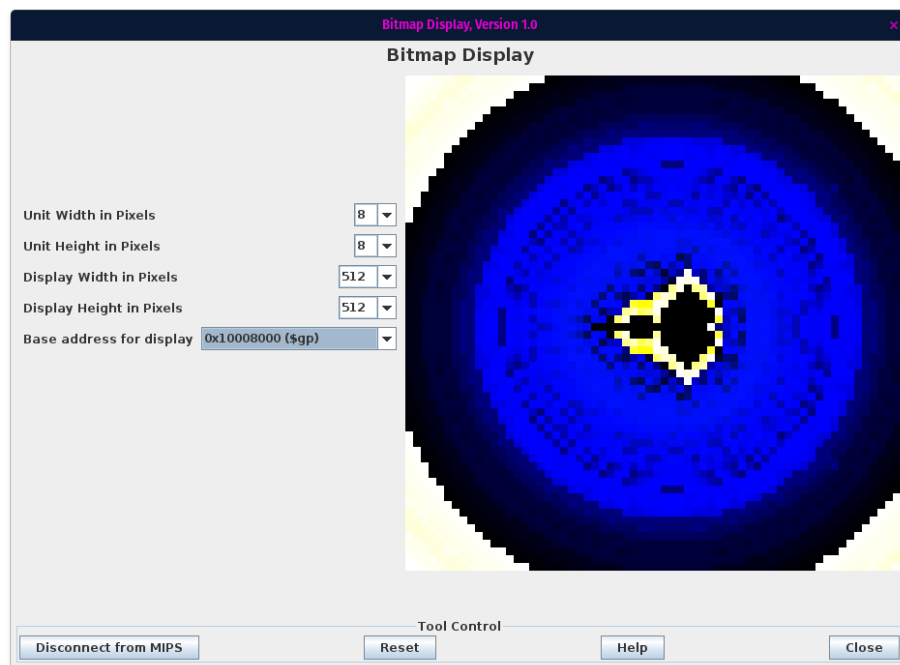 Bitmap Display, Version 1.0 ×
Bitmap Display
Unit Width in Pixels 8
Unit Height in Pixels 8
Display Width in Pixels 512
Display Height in Pixels 512
Base address for display 0x10008000 ($gp)
Tool Control
Disconnect from MIPS Reset Help Close